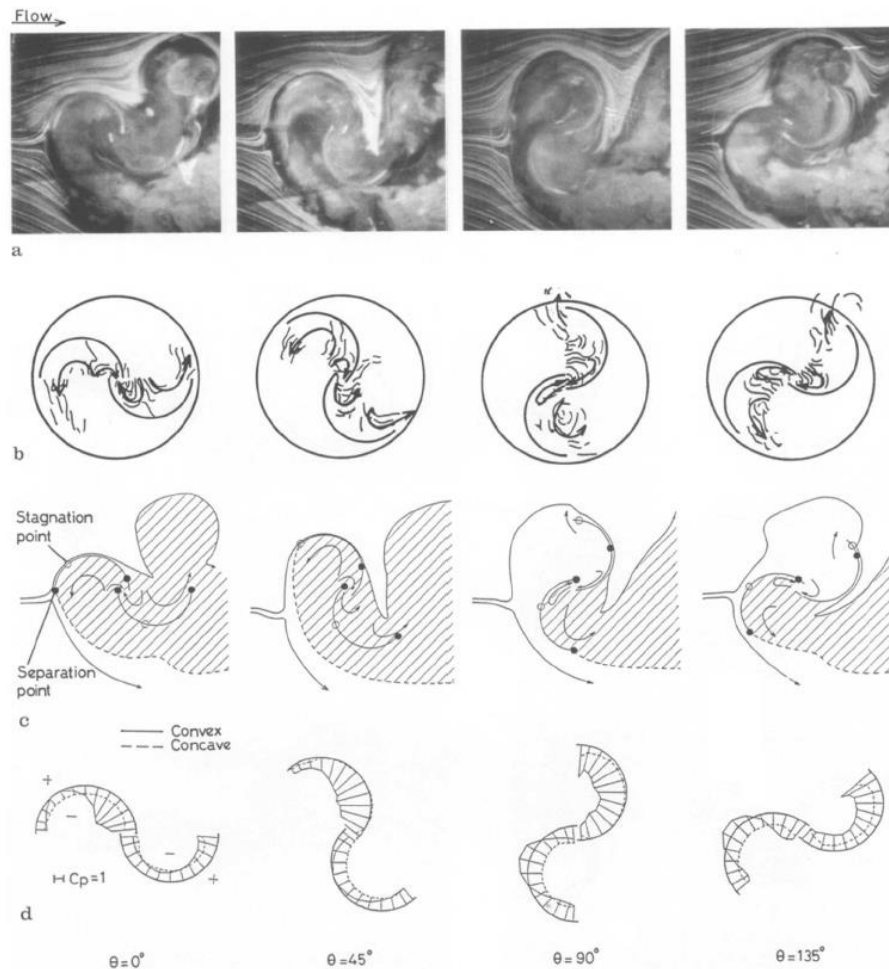 Flow
a
b
Stagnation
point
Separation
point
c
Convex
Concave
+
−
−
+
Cp=1
d
θ=0°
θ=45°
θ=90°
θ=135°